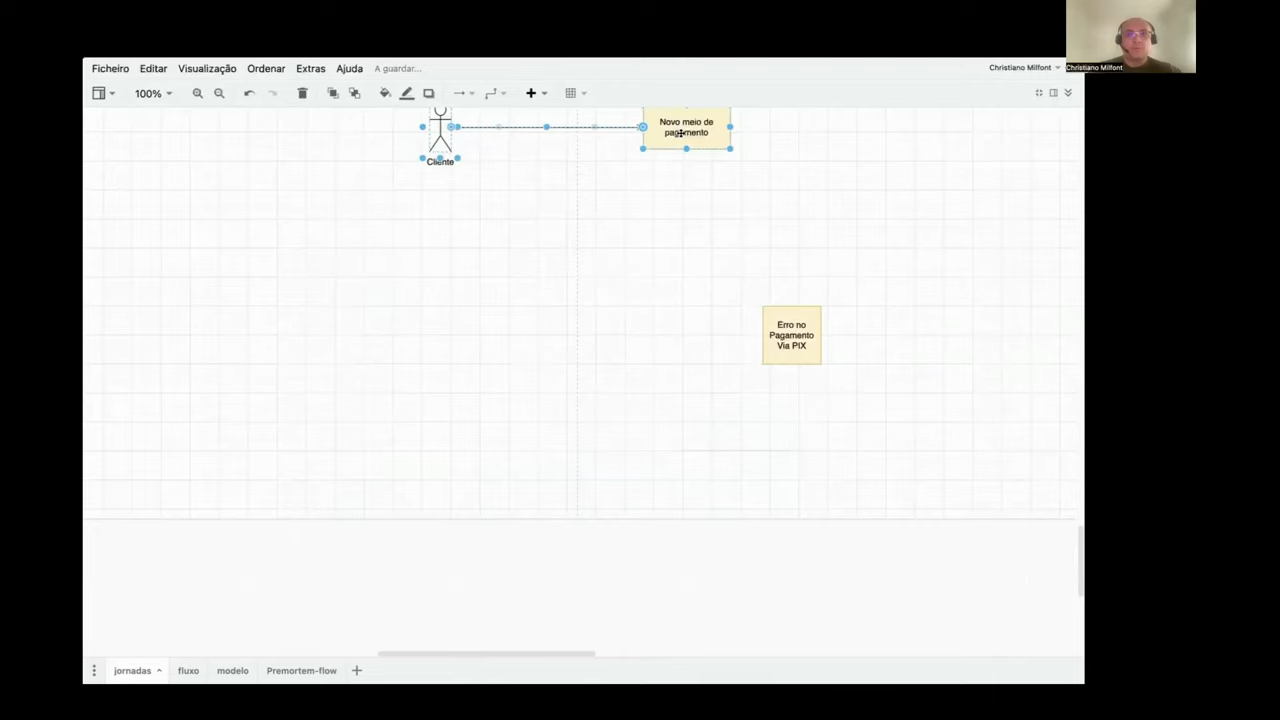 Christiano Milfont
Ficheiro Editar Visualização Ordenar Extras Ajuda A guardar...
Christiano Milfont
100%
Novo meio de
pagamento
Cliente
Erro no
Pagamento
Via PIX
jornadas fluxo modelo Premortem-flow